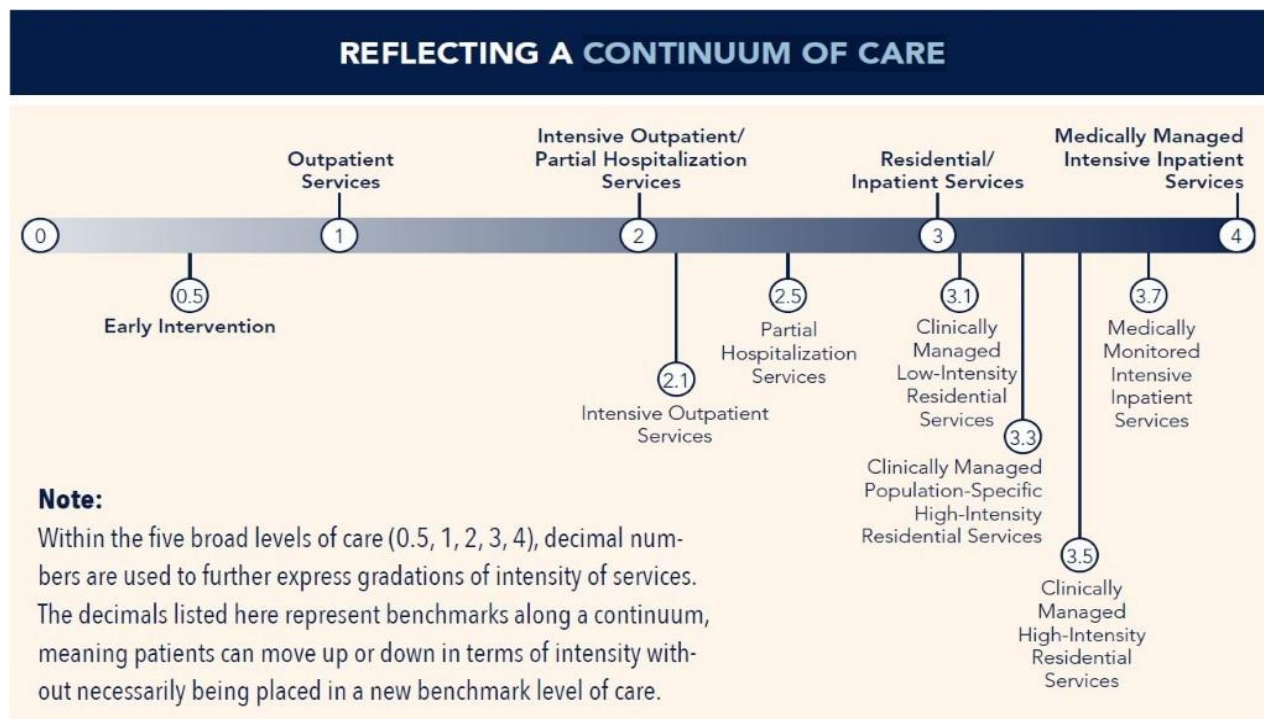 REFLECTING A CONTINUUM OF CARE
Outpatient
Services
Intensive Outpatient/
Partial Hospitalization
Services
Residential/
Inpatient Services
Medically Managed
Intensive Inpatient
Services
0
1
2
3
4
0.5
Early Intervention
2.1
Intensive Outpatient
Services
2.5
Partial
Hospitalization
Services
3.1
Clinically
Managed
Low-Intensity
Residential
Services
3.3
Clinically Managed
Population-Specific
High-Intensity
Residential Services
3.5
Clinically
Managed
High-Intensity
Residential
Services
3.7
Medically
Monitored
Intensive
Inpatient
Services
Note:
Within the five broad levels of care (0.5, 1, 2, 3, 4), decimal num-
bers are used to further express gradations of intensity of services.
The decimals listed here represent benchmarks along a continuum,
meaning patients can move up or down in terms of intensity with-
out necessarily being placed in a new benchmark level of care.